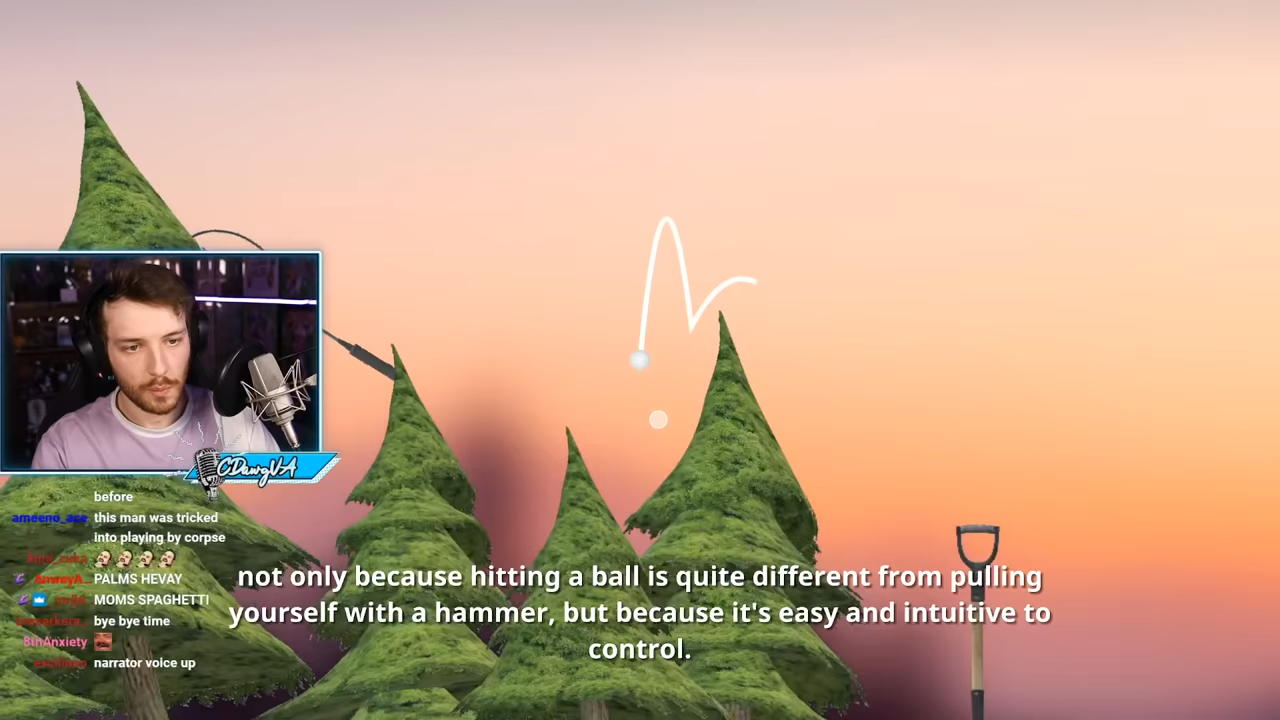 CDawgVA
before
ameeno_ace this man was tricked
into playing by corpse
PALMS HEVAY
MOMS SPAGHETTI
bye bye time
8thAnxiety
narrator voice up
not only because hitting a ball is quite different from pulling
yourself with a hammer, but because it's easy and intuitive to
control.